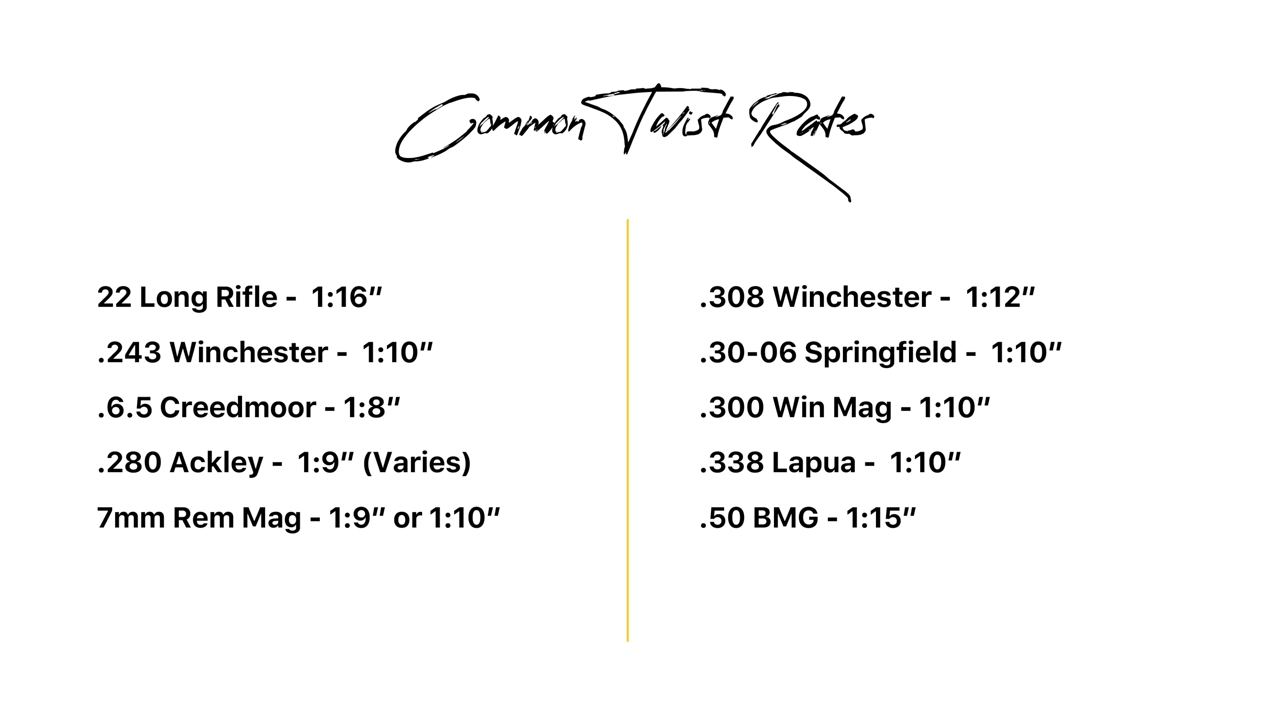 Common Twist Rates
22 Long Rifle -  1:16”
.243 Winchester -  1:10”
.6.5 Creedmoor - 1:8”
.280 Ackley -  1:9” (Varies)
7mm Rem Mag - 1:9” or 1:10”
.308 Winchester -  1:12”
.30-06 Springfield -  1:10”
.300 Win Mag - 1:10”
.338 Lapua -  1:10”
.50 BMG - 1:15”